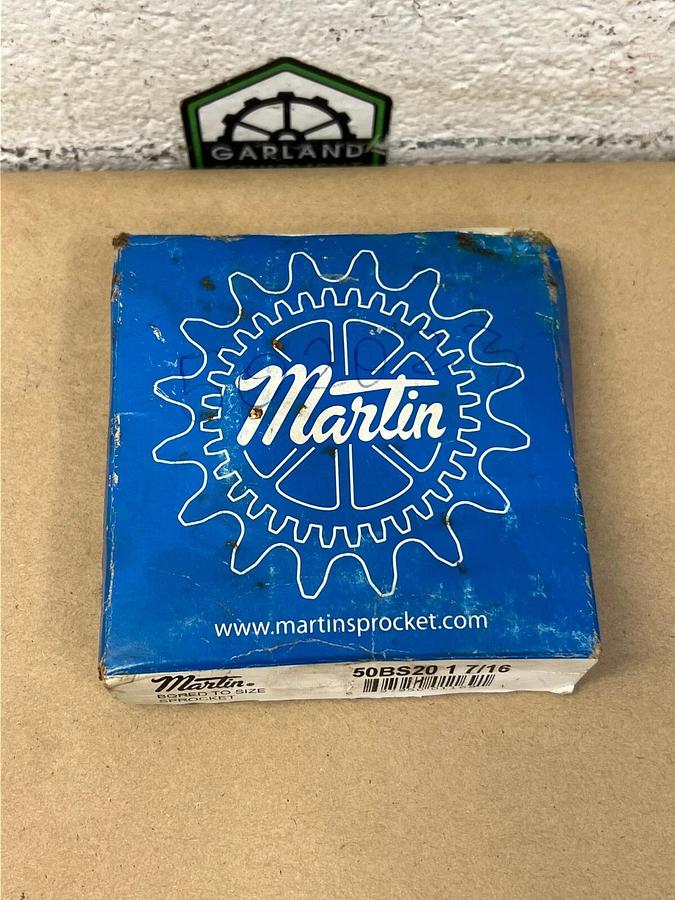 GARLAND
Martin
www.martinsprocket.com
Martin.
BORED TO SIZE
SPROCKET
50BS20 1 7/16